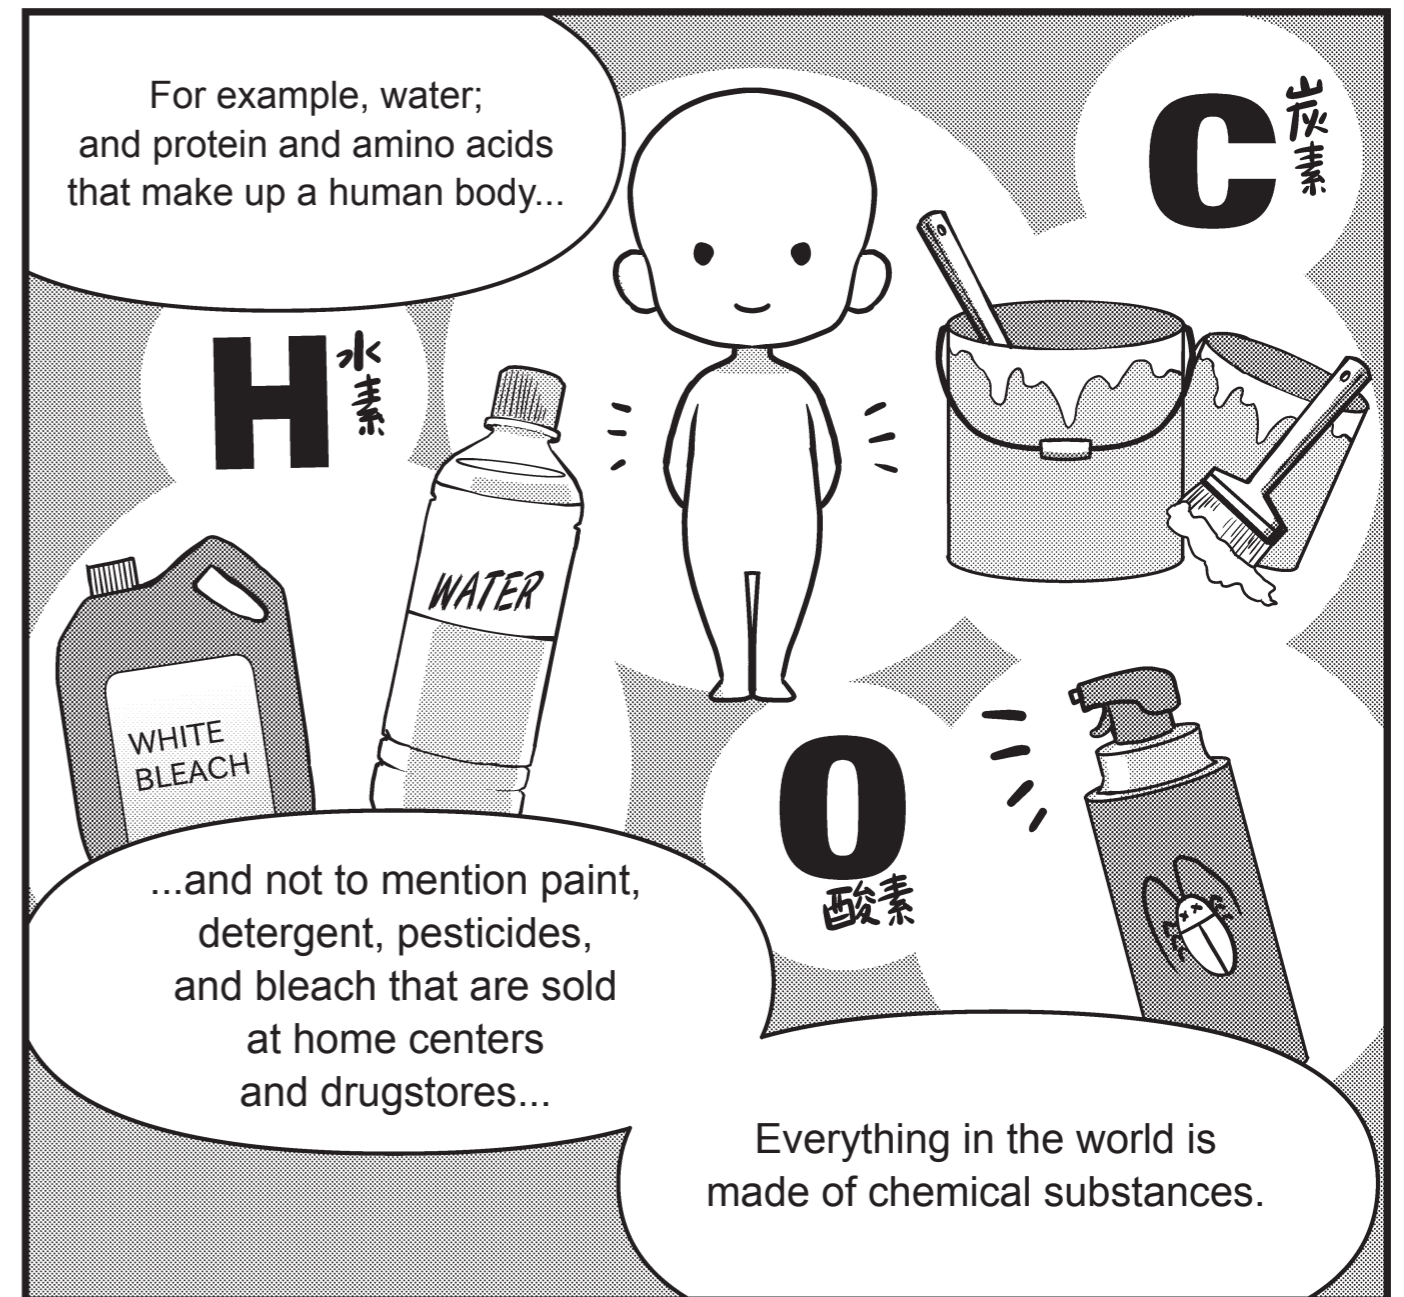 For example, water;
and protein and amino acids
that make up a human body...
C
炭素
H
水素
WATER
WHITE
BLEACH
O
酸素
...and not to mention paint,
detergent, pesticides,
and bleach that are sold
at home centers
and drugstores...
Everything in the world is
made of chemical substances.